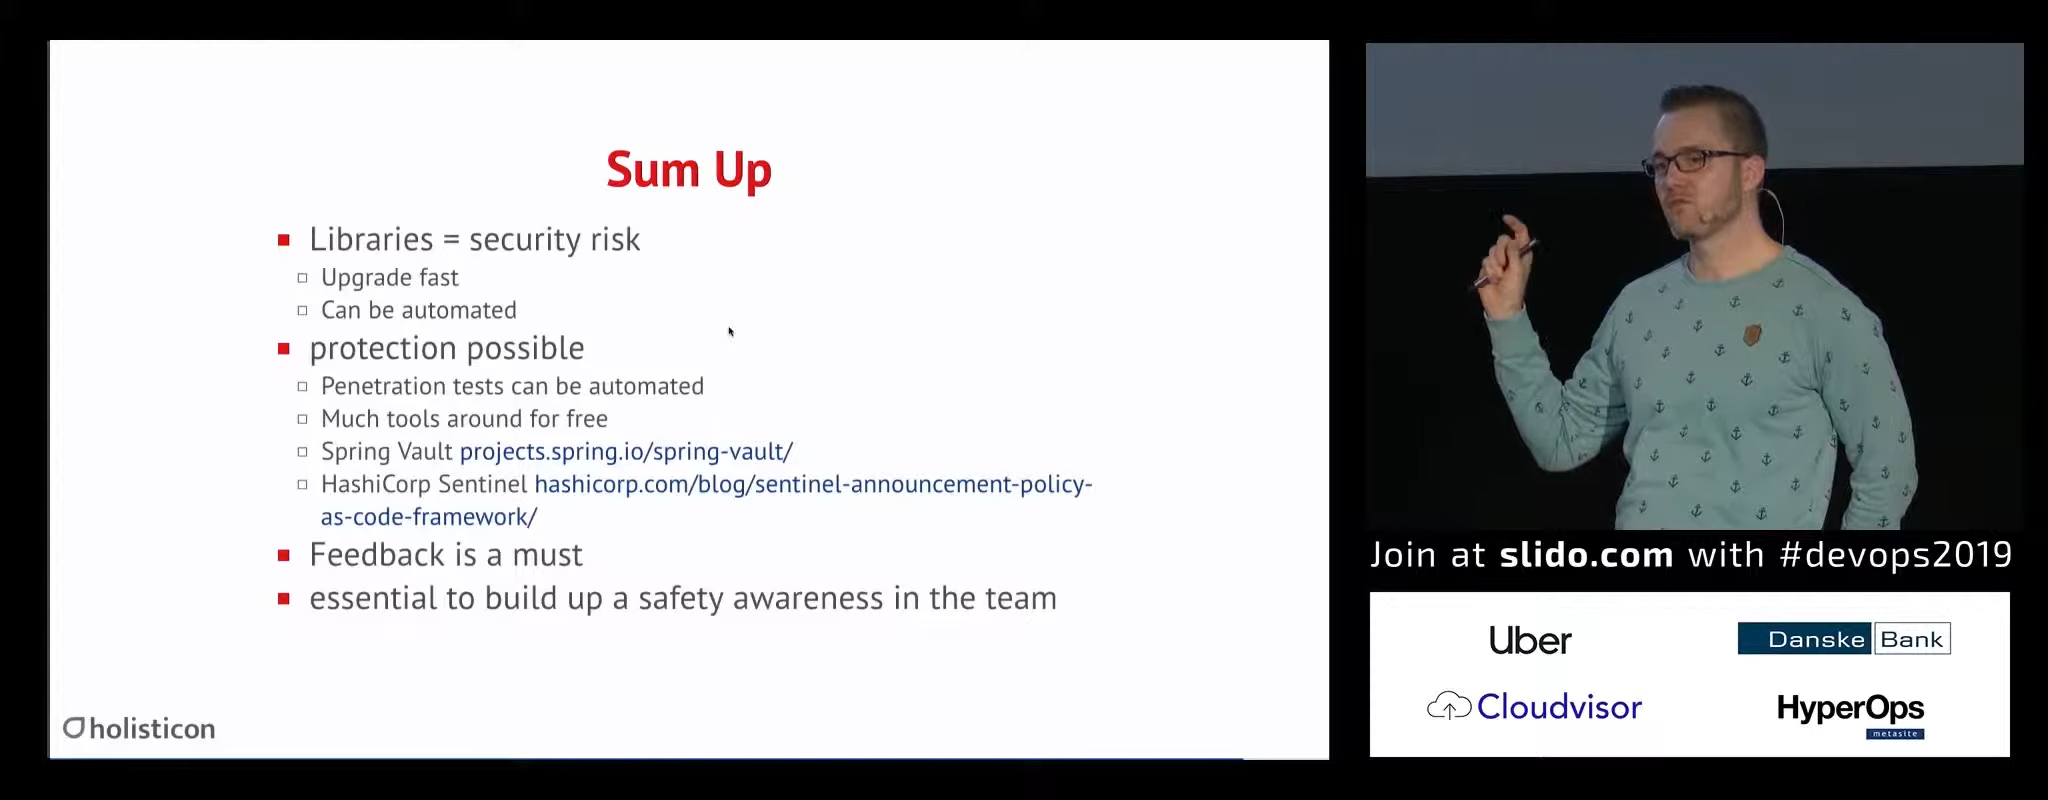 Sum Up
Libraries = security risk
Upgrade fast
Can be automated
protection possible
Penetration tests can be automated
Much tools around for free
Spring Vault projects.spring.io/spring-vault/
HashiCorp Sentinel hashicorp.com/blog/sentinel-announcement-policy-
as-code-framework/
Feedback is a must
essential to build up a safety awareness in the team
holisticon
Join at slido.com with #devops2019
Uber
Danske Bank
Cloudvisor
HyperOps
metasite